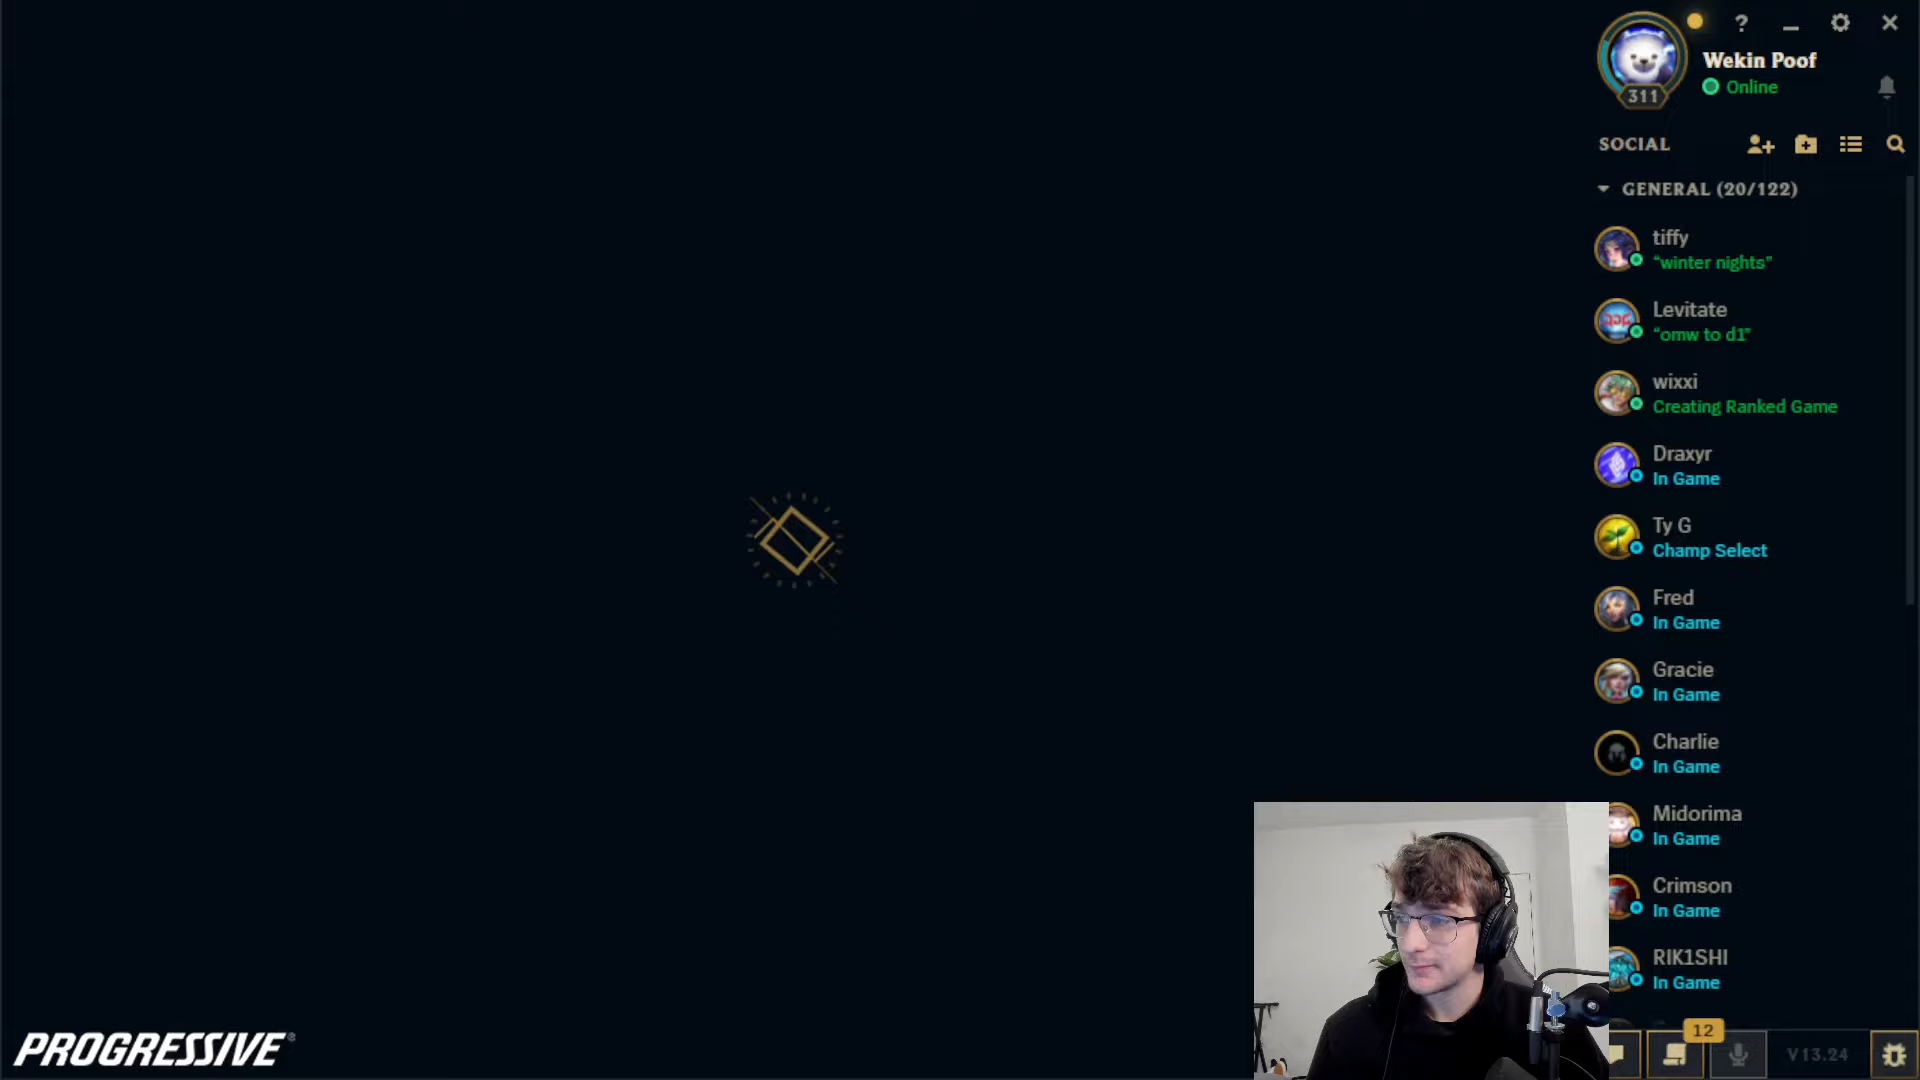 ?
Wekin Poof
311
Online
SOCIAL
GENERAL (20/122)
tiffy
“winter nights”
Levitate
“omw to d1”
wixxi
Creating Ranked Game
Draxyr
In Game
Ty G
Champ Select
Fred
In Game
Gracie
In Game
Charlie
In Game
Midorima
In Game
Crimson
In Game
RIK1SHI
In Game
12
V13.24
PROGRESSIVE®